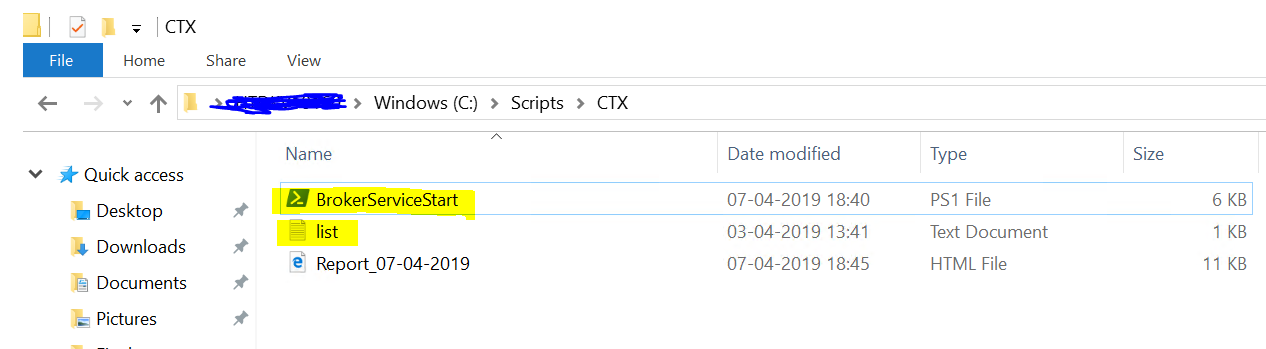 CTX
File Home Share View
Windows (C:) Scripts CTX
Name Date modified Type Size
Quick access
BrokerServiceStart 07-04-2019 18:40 PS1 File 6 KB
Desktop
list 03-04-2019 13:41 Text Document 1 KB
Downloads
Report_07-04-2019 07-04-2019 18:45 HTML File 11 KB
Documents
Pictures